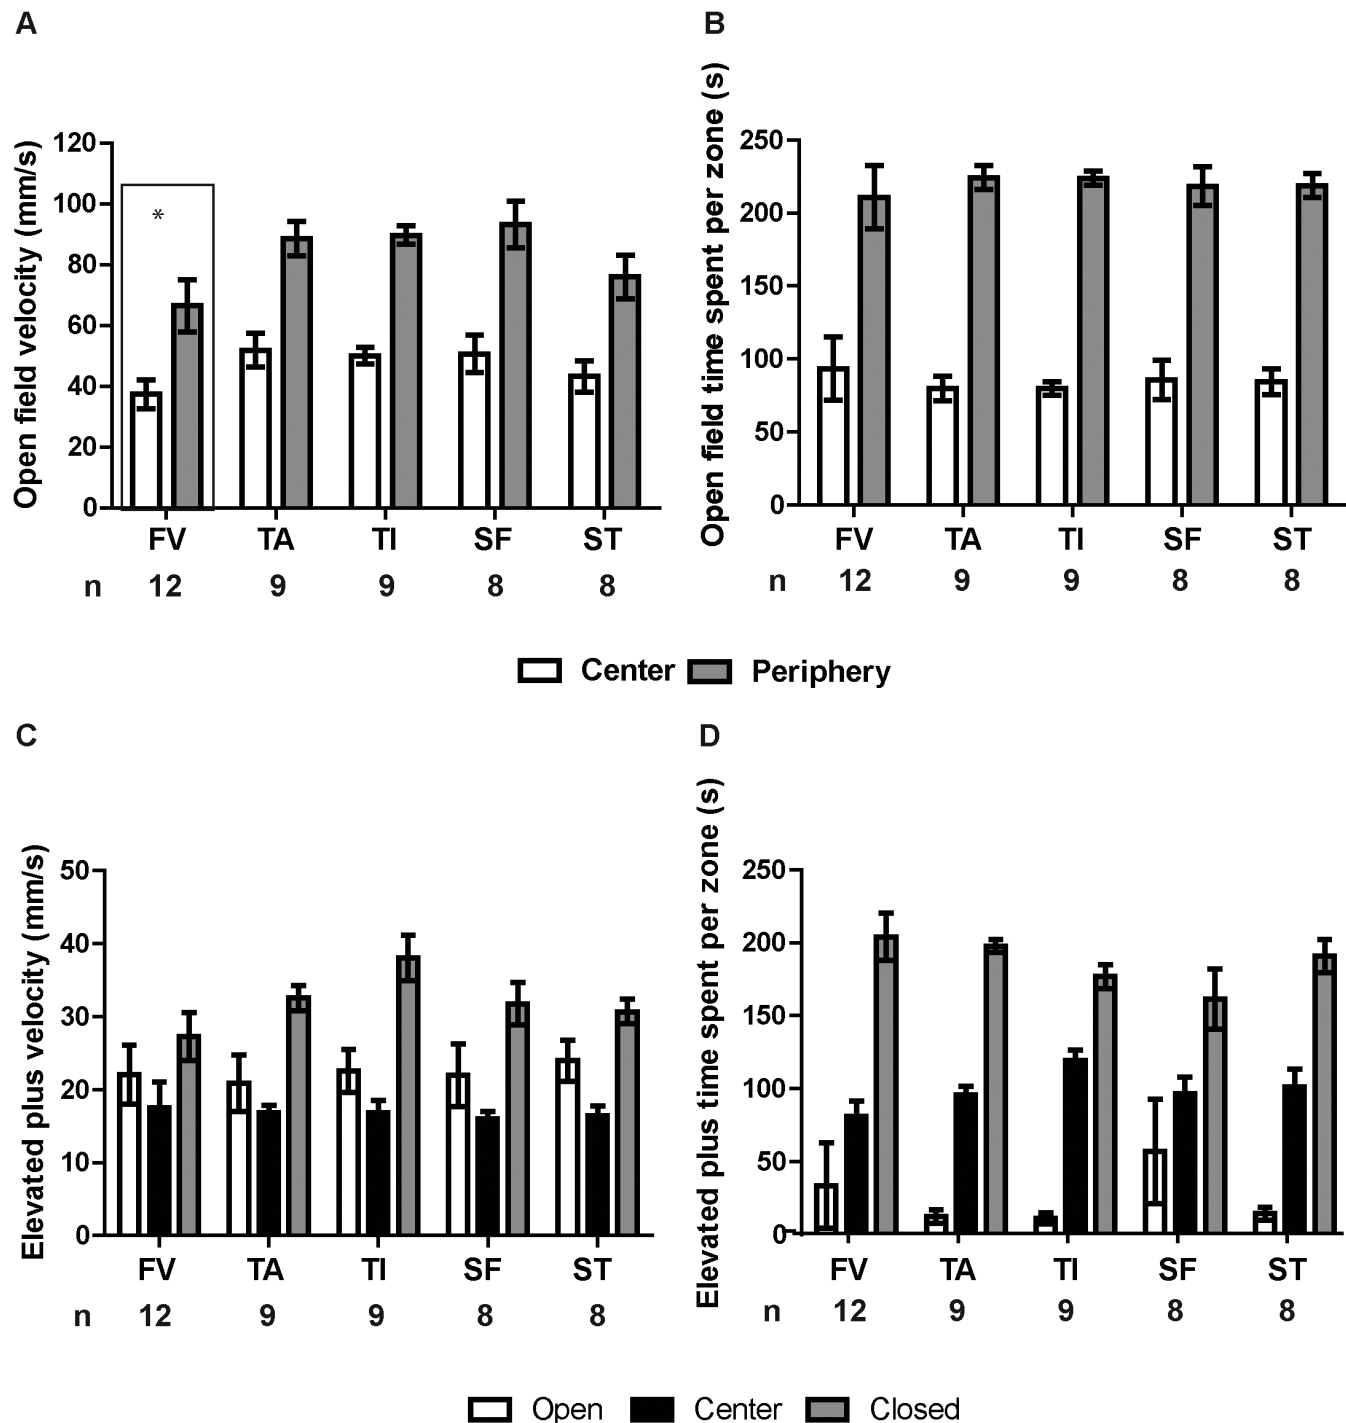 A
Open field velocity (mm/s)
120
100
80
60
40
20
0
*
FV TA TI SF ST
n 12 9 9 8 8
B
Open field time spent per zone (s)
250
200
150
100
50
0
FV TA TI SF ST
n 12 9 9 8 8
Center Periphery
C
Elevated plus velocity (mm/s)
50
40
30
20
10
0
FV TA TI SF ST
n 12 9 9 8 8
D
Elevated plus time spent per zone (s)
250
200
150
100
50
0
FV TA TI SF ST
n 12 9 9 8 8
Open Center Closed